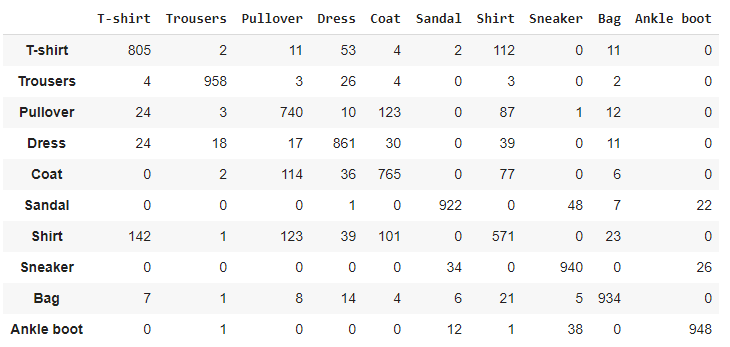 T-shirt Trousers Pullover Dress Coat Sandal Shirt Sneaker Bag Ankle boot
T-shirt 805 2 11 53 4 2 112 0 11 0
Trousers 4 958 3 26 4 0 3 0 2 0
Pullover 24 3 740 10 123 0 87 1 12 0
Dress 24 18 17 861 30 0 39 0 11 0
Coat 0 2 114 36 765 0 77 0 6 0
Sandal 0 0 0 1 0 922 0 48 7 22
Shirt 142 1 123 39 101 0 571 0 23 0
Sneaker 0 0 0 0 0 34 0 940 0 26
Bag 7 1 8 14 4 6 21 5 934 0
Ankle boot 0 1 0 0 0 12 1 38 0 948